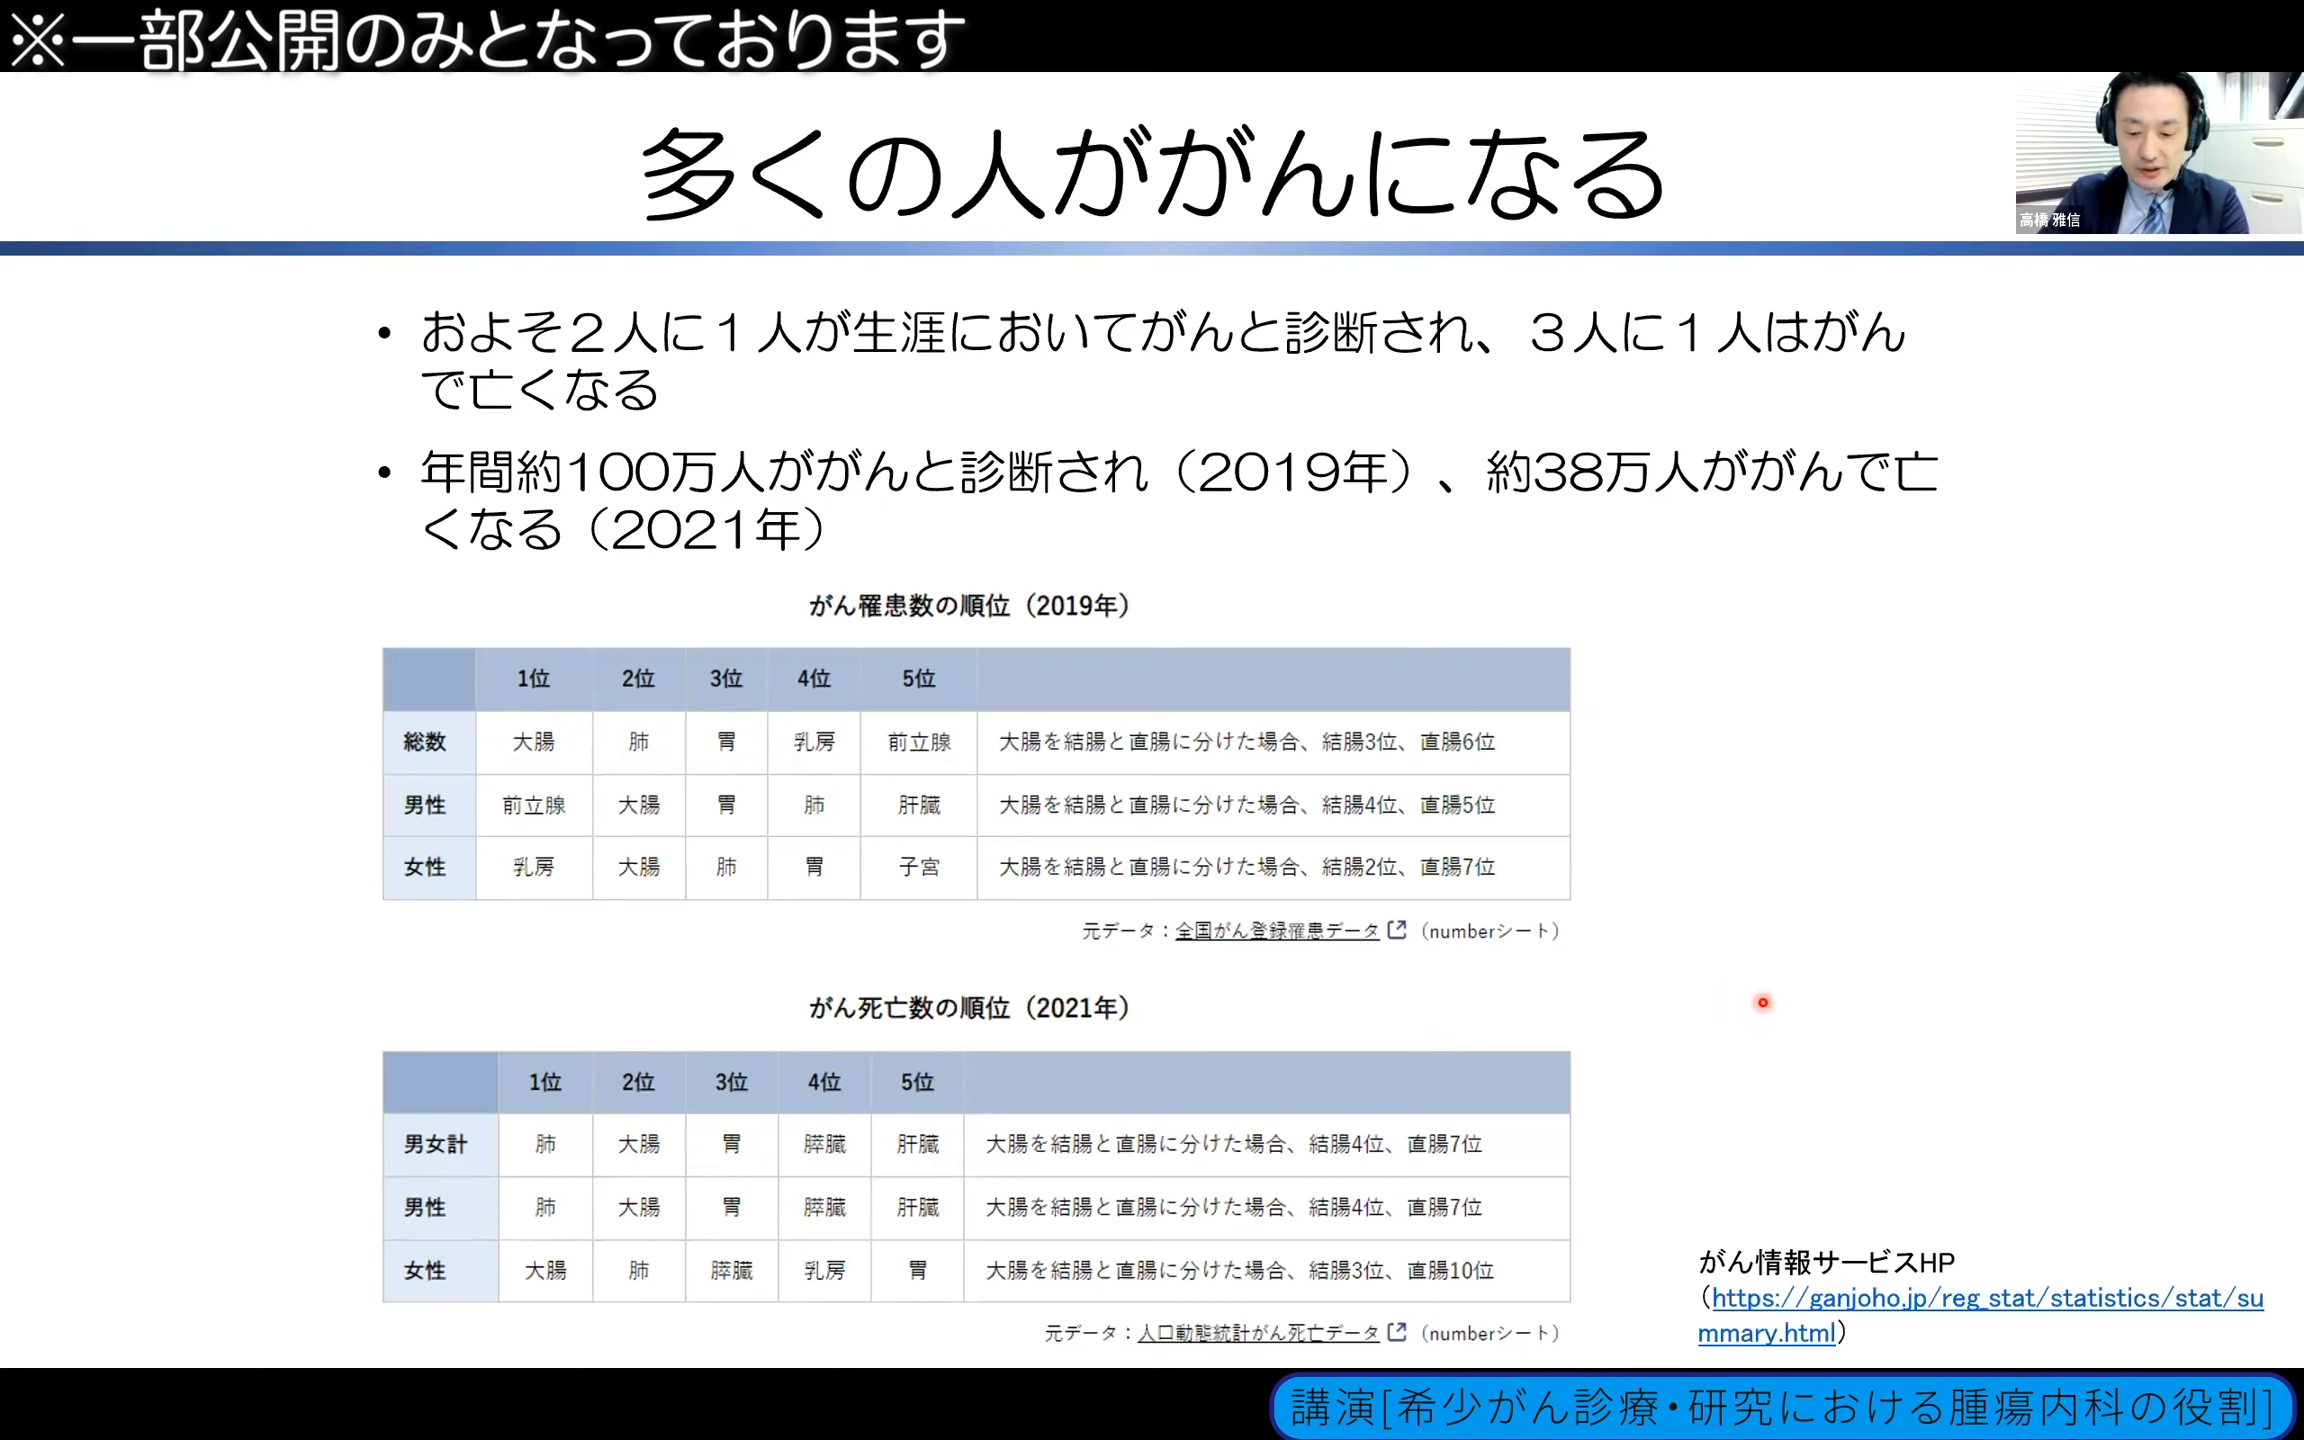 ※一部公開のみとなっております
多くの人ががんになる
高橋 雅信
• およそ２人に１人が生涯においてがんと診断され、３人に１人はがん
で亡くなる
• 年間約100万人ががんと診断され（2019年）、約38万人ががんで亡
くなる（2021年）
がん罹患数の順位（2019年）
1位 2位 3位 4位 5位
総数 大腸 肺 胃 乳房 前立腺 大腸を結腸と直腸に分けた場合、結腸3位、直腸6位
男性 前立腺 大腸 胃 肺 肝臓 大腸を結腸と直腸に分けた場合、結腸4位、直腸5位
女性 乳房 大腸 肺 胃 子宮 大腸を結腸と直腸に分けた場合、結腸2位、直腸7位
元データ：全国がん登録罹患データ（numberシート）
がん死亡数の順位（2021年）
1位 2位 3位 4位 5位
男女計 肺 大腸 胃 膵臓 肝臓 大腸を結腸と直腸に分けた場合、結腸4位、直腸7位
男性 肺 大腸 胃 膵臓 肝臓 大腸を結腸と直腸に分けた場合、結腸4位、直腸7位
女性 大腸 肺 膵臓 乳房 胃 大腸を結腸と直腸に分けた場合、結腸3位、直腸10位
元データ：人口動態統計がん死亡データ（numberシート）
がん情報サービスHP
（https://ganjoho.jp/reg_stat/statistics/stat/su
mmary.html）
講演[希少がん診療・研究における腫瘍内科の役割]